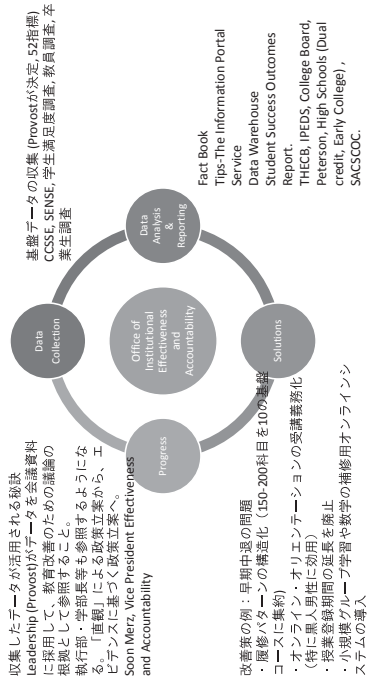 収集したデータが活用される秘訣
Leadership (Provost)がデータを会議資料
に採用して、教育改善のための議論の
根拠として参照すること。
執行部・学部長等も参照するようにな
る。 「直観」による政策立案から、エ
ビデンスに基づく政策立案へ。
Soon Merz, Vice President Effectiveness
and Accountability
基盤データの収集 (Provostが決定, 52指標)
CCSSE, SENSE, 学生満足度調査, 教員調査, 卒
業生調査
Data
Collection
Office of
Institutional
Effectiveness
and
Accountability
Data
Analysis
&
Reporting
Progress
Solutions
改善策の例：早期中退の問題
・履修パターンの構造化（150-200科目を10の基盤
コースに集約)
・オンライン・オリエンテーションの受講義務化
（特に黒人男性に効用）
・授業登録期間の延長を廃止
・小規模グループ学習や数学の補修用オンラインシ
ステムの導入
Fact Book
Tips-The Information Portal
Service
Data Warehouse
Student Success Outcomes
Report.
THECB, IPEDS, College Board,
Peterson, High Schools (Dual
credit, Early College) ,
SACSCOC.